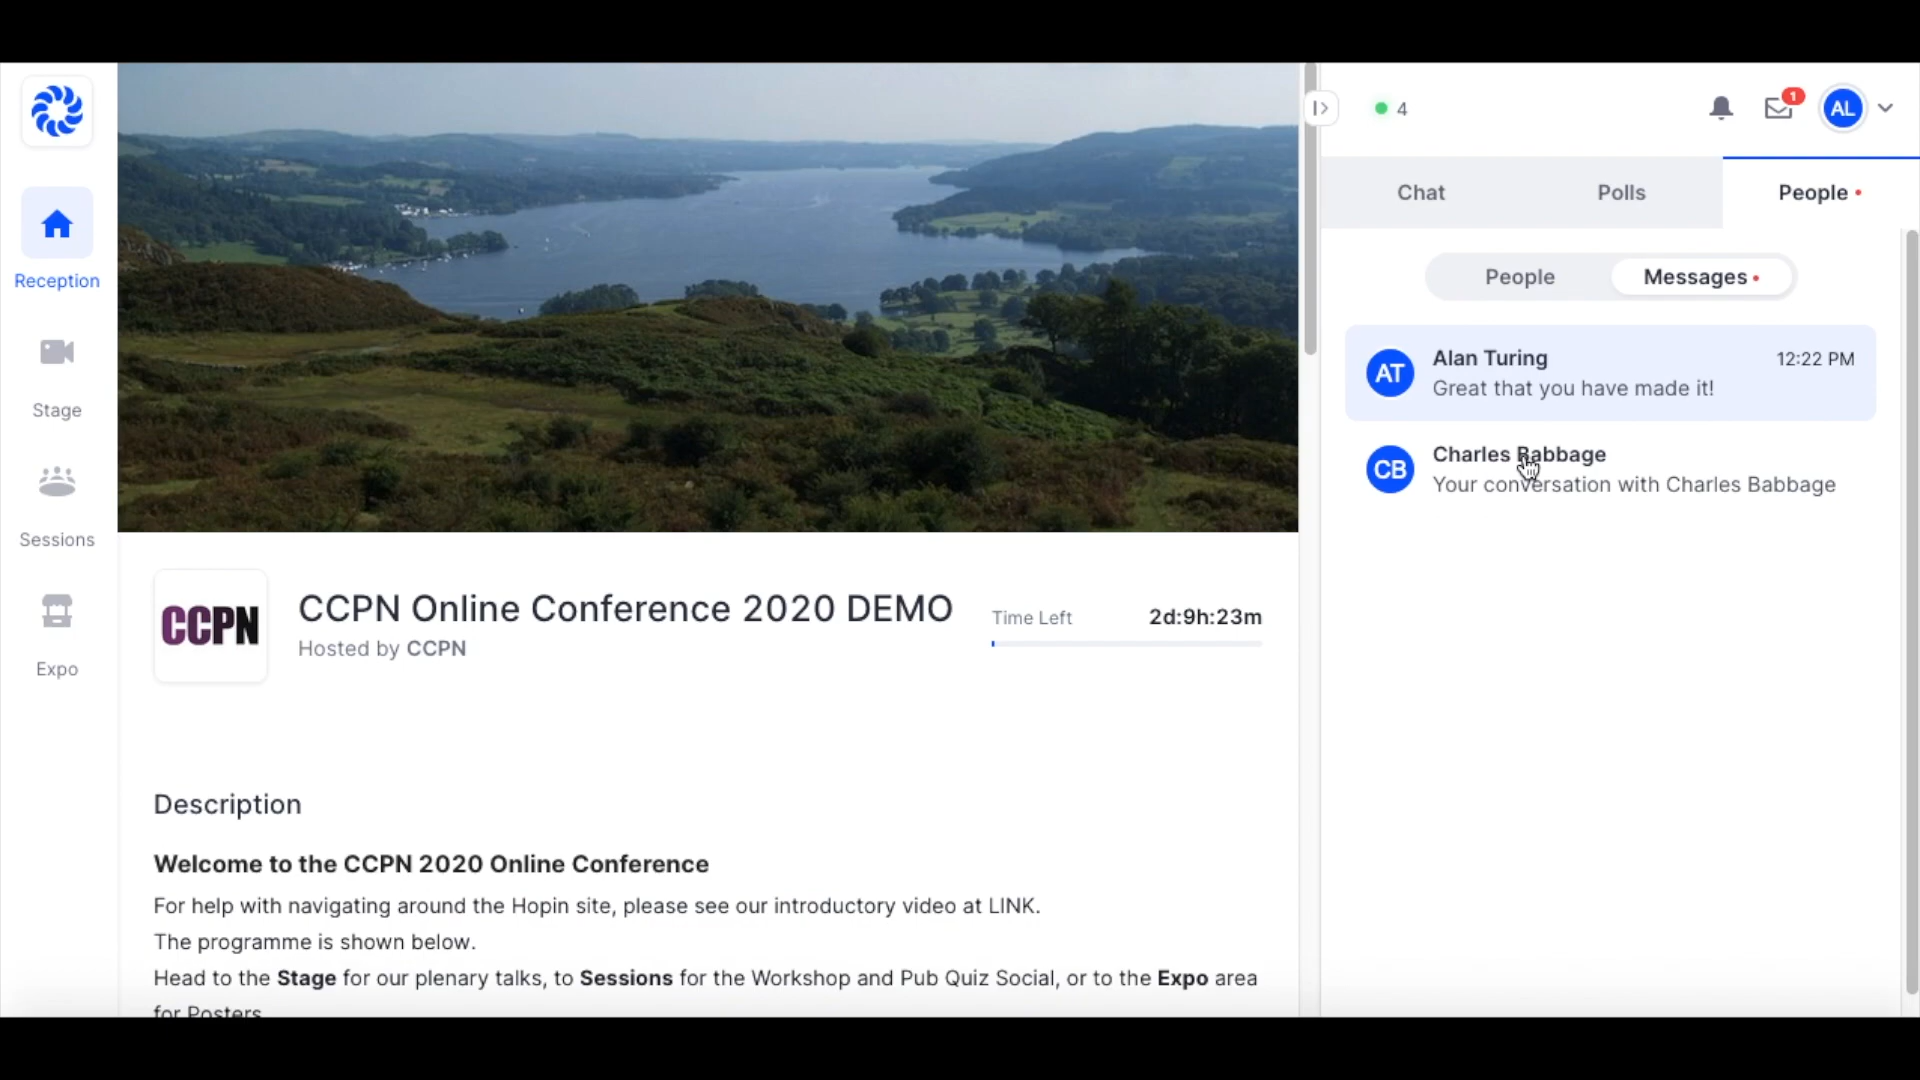 4
1
AL
Chat
Polls
People
Reception
Stage
Sessions
Expo
People
Messages
AT
Alan Turing
12:22 PM
Great that you have made it!
CB
Charles Babbage
Your conversation with Charles Babbage
CCPN
CCPN Online Conference 2020 DEMO
Hosted by CCPN
Time Left
2d:9h:23m
Description
Welcome to the CCPN 2020 Online Conference
For help with navigating around the Hopin site, please see our introductory video at LINK.
The programme is shown below.
Head to the Stage for our plenary talks, to Sessions for the Workshop and Pub Quiz Social, or to the Expo area
for Posters